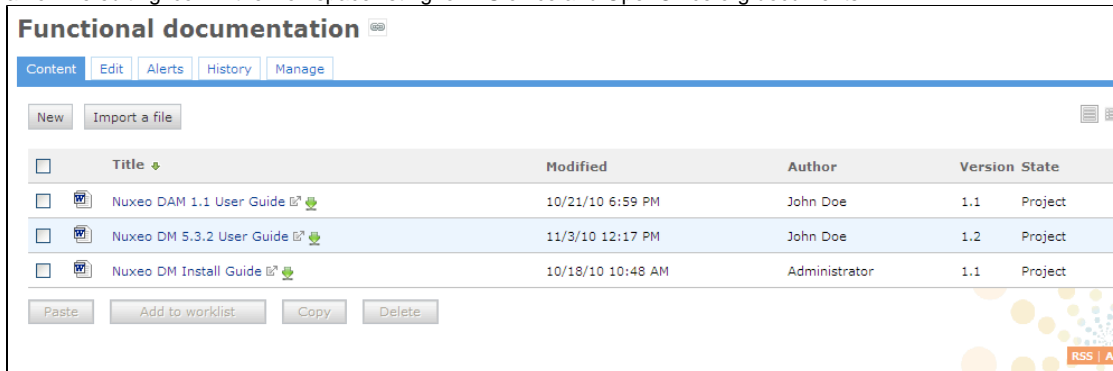 Functional documentation
Content Edit Alerts History Manage
New Import a file
Title Modified Author Version State
Nuxeo DAM 1.1 User Guide 10/21/10 6:59 PM John Doe 1.1 Project
Nuxeo DM 5.3.2 User Guide 11/3/10 12:17 PM John Doe 1.2 Project
Nuxeo DM Install Guide 10/18/10 10:48 AM Administrator 1.1 Project
Paste Add to worklist Copy Delete
RSS | A